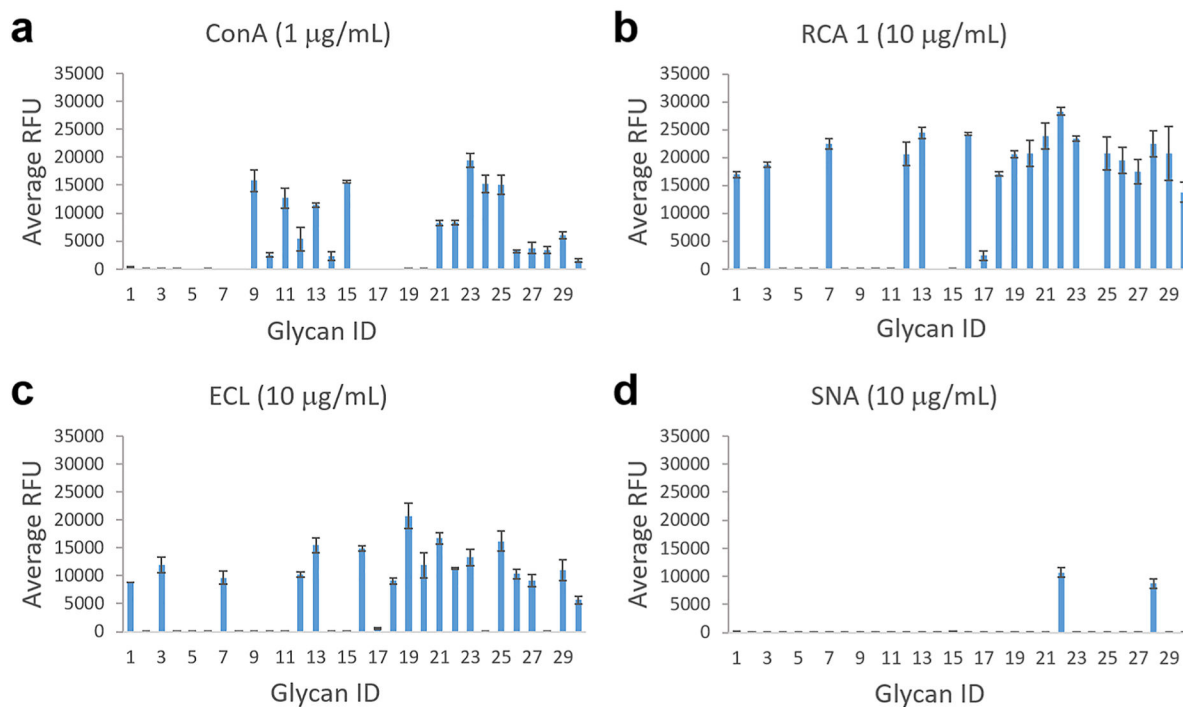 a
ConA (1 μg/mL)
Average RFU
35000
30000
25000
20000
15000
10000
5000
0
1 3 5 7 9 11 13 15 17 19 21 23 25 27 29
Glycan ID
b
RCA 1 (10 μg/mL)
Average RFU
35000
30000
25000
20000
15000
10000
5000
0
1 3 5 7 9 11 13 15 17 19 21 23 25 27 29
Glycan ID
c
ECL (10 μg/mL)
Average RFU
35000
30000
25000
20000
15000
10000
5000
0
1 3 5 7 9 11 13 15 17 19 21 23 25 27 29
Glycan ID
d
SNA (10 μg/mL)
Average RFU
35000
30000
25000
20000
15000
10000
5000
0
1 3 5 7 9 11 13 15 17 19 21 23 25 27 29
Glycan ID